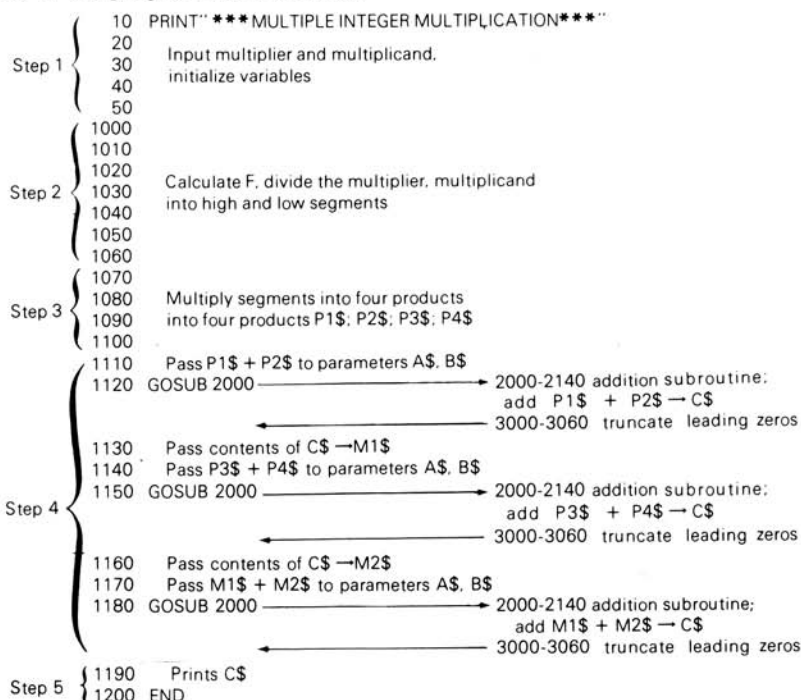 10 PRINT" ***MULTIPLE INTEGER MULTIPLICATION***"
20
Input multiplier and multiplicand,
Step 1 30
initialize variables
40
50
1000
1010
1020
Calculate F, divide the multiplier, multiplicand
Step 2 1030
into high and low segments
1040
1050
1060
1070
1080 Multiply segments into four products
Step 3
1090 into four products P1$; P2$; P3$; P4$
1100
1110 Pass P1$ + P2$ to parameters A$, B$
1120 GOSUB 2000 → 2000-2140 addition subroutine;
add P1$ + P2$ → C$
← 3000-3060 truncate leading zeros
1130 Pass contents of C$ → M1$
1140 Pass P3$ + P4$ to parameters A$, B$
1150 GOSUB 2000 → 2000-2140 addition subroutine;
Step 4 add P3$ + P4$ → C$
← 3000-3060 truncate leading zeros
1160 Pass contents of C$ → M2$
1170 Pass M1$ + M2$ to parameters A$, B$
1180 GOSUB 2000 → 2000-2140 addition subroutine;
add M1$ + M2$ → C$
← 3000-3060 truncate leading zeros
1190 Prints C$
Step 5
1200 END